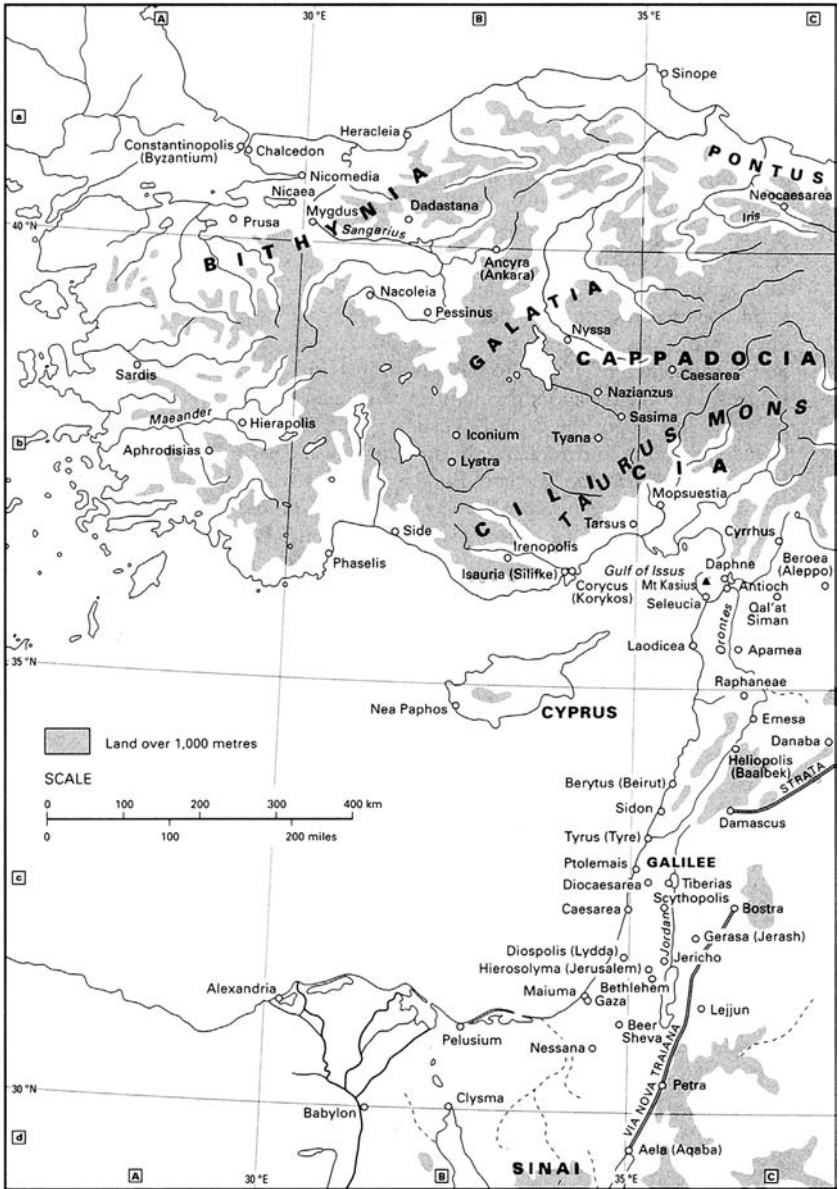 30°E
35°E
A
B
C
a
Sinope
Constantinopolis
(Byzantium)
Chalcedon
Heracleia
PONTUS
Nicomedia
Nicaea
Neocaesarea
Iris
Prusa
Mygdus
Dadastana
Sangarius
40°N
BITHYNIA
Ancyra
(Ankara)
Nacoleia
Pessinus
GALATIA
Nyssa
CAPPADOCIA
Caesarea
Sardis
Nazianzus
Sasima
Maeander
Hierapolis
b
Iconium
Tyana
Aphrodisias
Lystra
TAURUS MONS
CILICIA
Mopsuestia
Tarsus
Side
Cyrrhus
Irenopolis
Phaselis
Gulf of Issus
Daphne
Beroea
(Aleppo)
Isauria (Silifke)
Mt Kasius
Antioch
Corycus
(Korykos)
Seleucia
Qal'at
Siman
Orontes
Laodicea
Apamea
35°N
Raphaneae
Nea Paphos
CYPRUS
Emesa
Danaba
Land over 1,000 metres
Heliopolis
(Baalbek)
STRATA
SCALE
Berytus (Beirut)
0 100 200 300 400 km
0 100 200 miles
Sidon
Damascus
Tyrus (Tyre)
Ptolemais
GALILEE
c
Diocaesarea
Tiberias
Scythopolis
Caesarea
Bostra
Jordan
Gerasa (Jerash)
Diospolis (Lydda)
Jericho
Hierosolyma (Jerusalem)
Bethlehem
Alexandria
Maiuma
Gaza
Lejjun
Pelusium
Beer
Sheva
Nessana
VIA NOVA TRAIANA
Petra
30°N
Babylon
Clysma
d
Aela (Aqaba)
SINAI
A
30°E
B
35°E
C